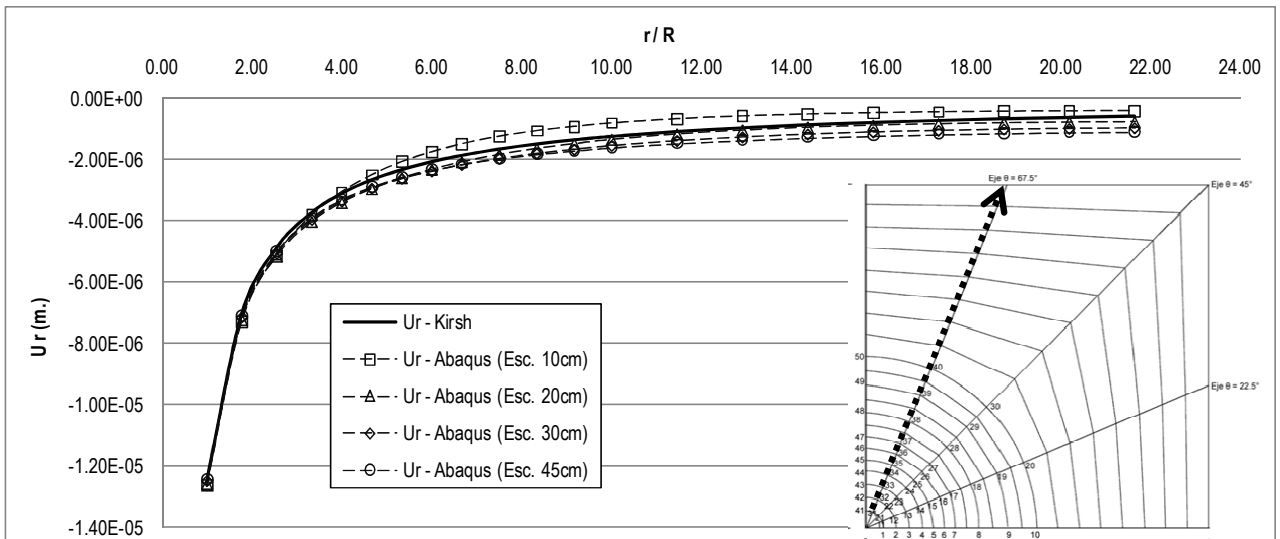 r / R
0.00 2.00 4.00 6.00 8.00 10.00 12.00 14.00 16.00 18.00 20.00 22.00 24.00
0.00E+00
-2.00E-06
-4.00E-06
-6.00E-06
-8.00E-06
-1.00E-05
-1.20E-05
-1.40E-05
U r (m.)
Ur - Kirsh
Ur - Abaqus (Esc. 10cm)
Ur - Abaqus (Esc. 20cm)
Ur - Abaqus (Esc. 30cm)
Ur - Abaqus (Esc. 45cm)
Eje θ = 67.5°
Eje θ = 45°
Eje θ = 22.5°
50
49
48
47
46
45
44
43
42
41
40
39
38
37
36
35
34
33
32
30
29
28
27
26
25
24
23
22
21
20
19
18
17
16
15
14
13
12
1 2 3 4 5 6 7 8 9 10